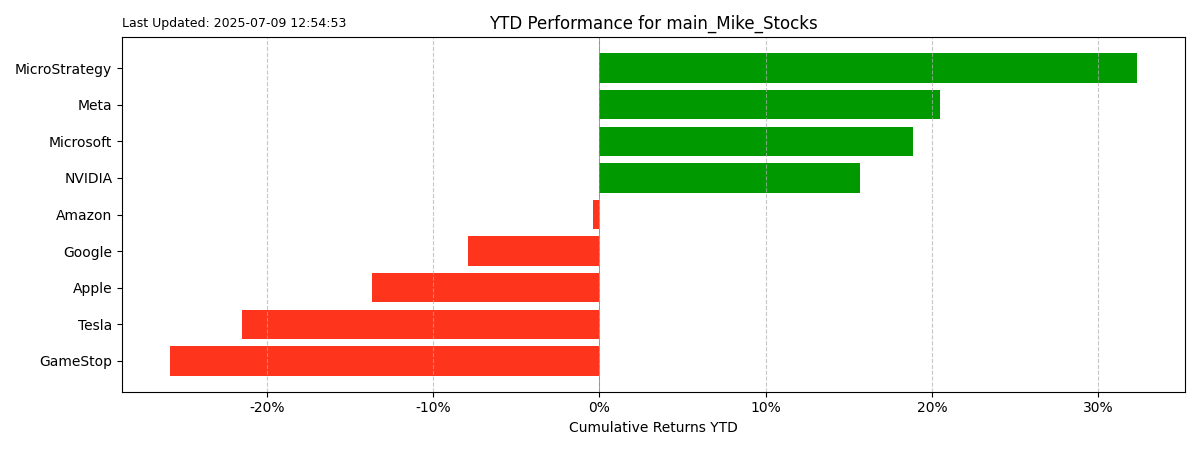 Last Updated: 2025-07-09 12:54:53
YTD Performance for main_Mike_Stocks
MicroStrategy
Meta
Microsoft
NVIDIA
Amazon
Google
Apple
Tesla
GameStop
-20% -10% 0% 10% 20% 30%
Cumulative Returns YTD